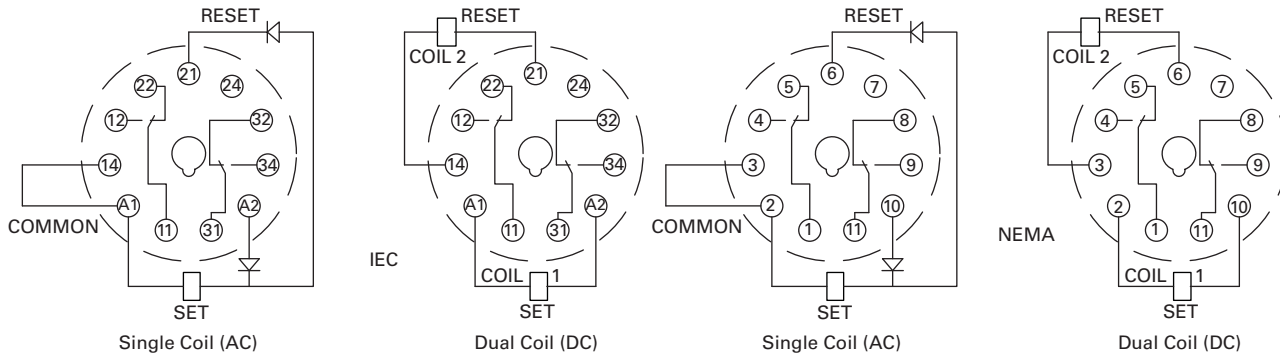 RESET
21
22
24
12
32
14
34
A1
A2
COMMON
11
31
SET
Single Coil (AC)
RESET
COIL 2
21
22
24
12
32
14
34
A1
A2
11
31
IEC
COIL 1
SET
Dual Coil (DC)
RESET
6
5
7
4
8
3
9
2
10
COMMON
1
11
SET
Single Coil (AC)
RESET
COIL 2
6
5
7
4
8
3
9
2
10
1
11
NEMA
COIL 1
SET
Dual Coil (DC)